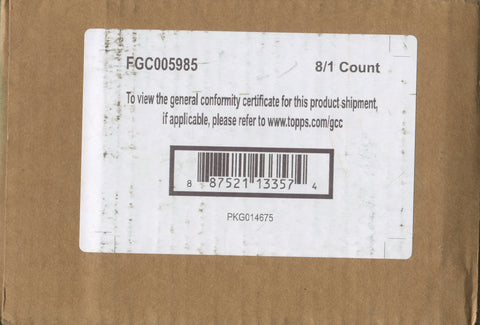 FGC005985 8/1 Count
To view the general conformity certificate for this product shipment,
if applicable, please refer to www.topps.com/gcc
8 87521 13357 4
PKG014675